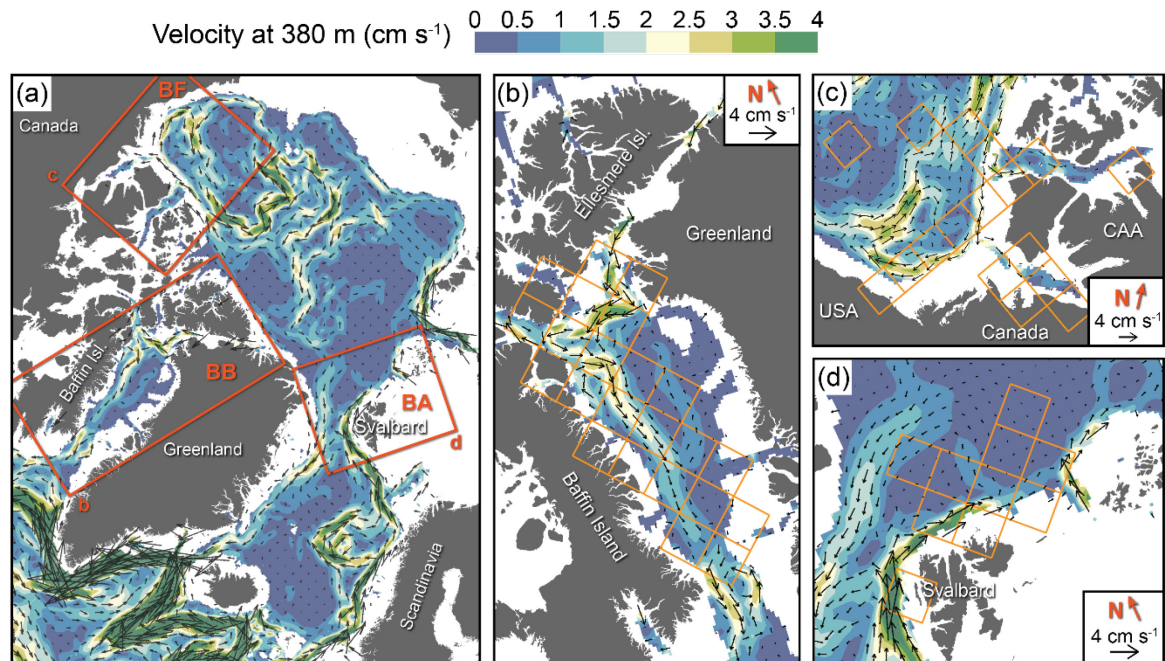 Velocity at 380 m (cm s⁻¹)
0 0.5 1 1.5 2 2.5 3 3.5 4
(a)
BF
Canada
c
Baffin Isl.
BB
BA
Svalbard
d
Greenland
b
Scandinavia
(b)
N
4 cm s⁻¹
Ellesmere Isl.
Greenland
Baffin Island
(c)
CAA
USA
Canada
N
4 cm s⁻¹
(d)
Svalbard
N
4 cm s⁻¹